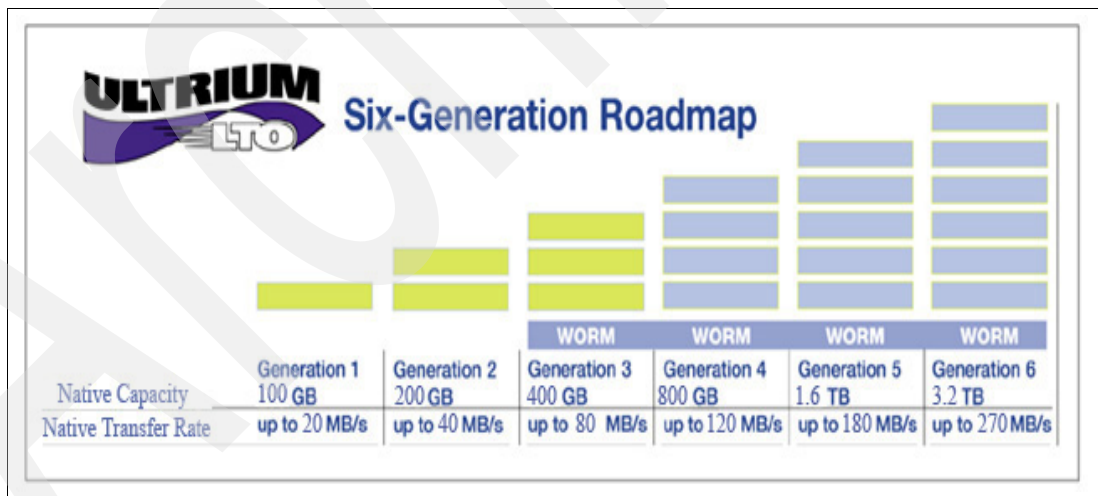 ULTRIUM
LTO
Six-Generation Roadmap
WORM WORM WORM WORM
Generation 1 Generation 2 Generation 3 Generation 4 Generation 5 Generation 6
Native Capacity 100 GB 200 GB 400 GB 800 GB 1.6 TB 3.2 TB
Native Transfer Rate up to 20 MB/s up to 40 MB/s up to 80 MB/s up to 120 MB/s up to 180 MB/s up to 270 MB/s